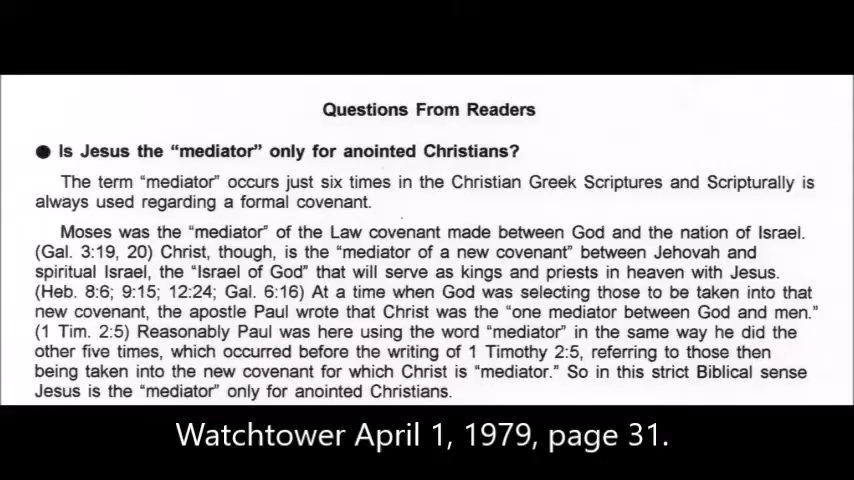 Questions From Readers
● Is Jesus the “mediator” only for anointed Christians?
The term “mediator” occurs just six times in the Christian Greek Scriptures and Scripturally is
always used regarding a formal covenant.
Moses was the “mediator” of the Law covenant made between God and the nation of Israel.
(Gal. 3:19, 20) Christ, though, is the “mediator of a new covenant” between Jehovah and
spiritual Israel, the “Israel of God” that will serve as kings and priests in heaven with Jesus.
(Heb. 8:6; 9:15; 12:24; Gal. 6:16) At a time when God was selecting those to be taken into that
new covenant, the apostle Paul wrote that Christ was the “one mediator between God and men.”
(1 Tim. 2:5) Reasonably Paul was here using the word “mediator” in the same way he did the
other five times, which occurred before the writing of 1 Timothy 2:5, referring to those then
being taken into the new covenant for which Christ is “mediator.” So in this strict Biblical sense
Jesus is the “mediator” only for anointed Christians.
Watchtower April 1, 1979, page 31.